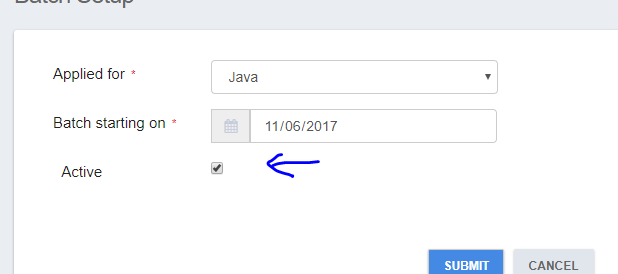 Batch Setup
Applied for *
Java
Batch starting on *
11/06/2017
Active
SUBMIT
CANCEL